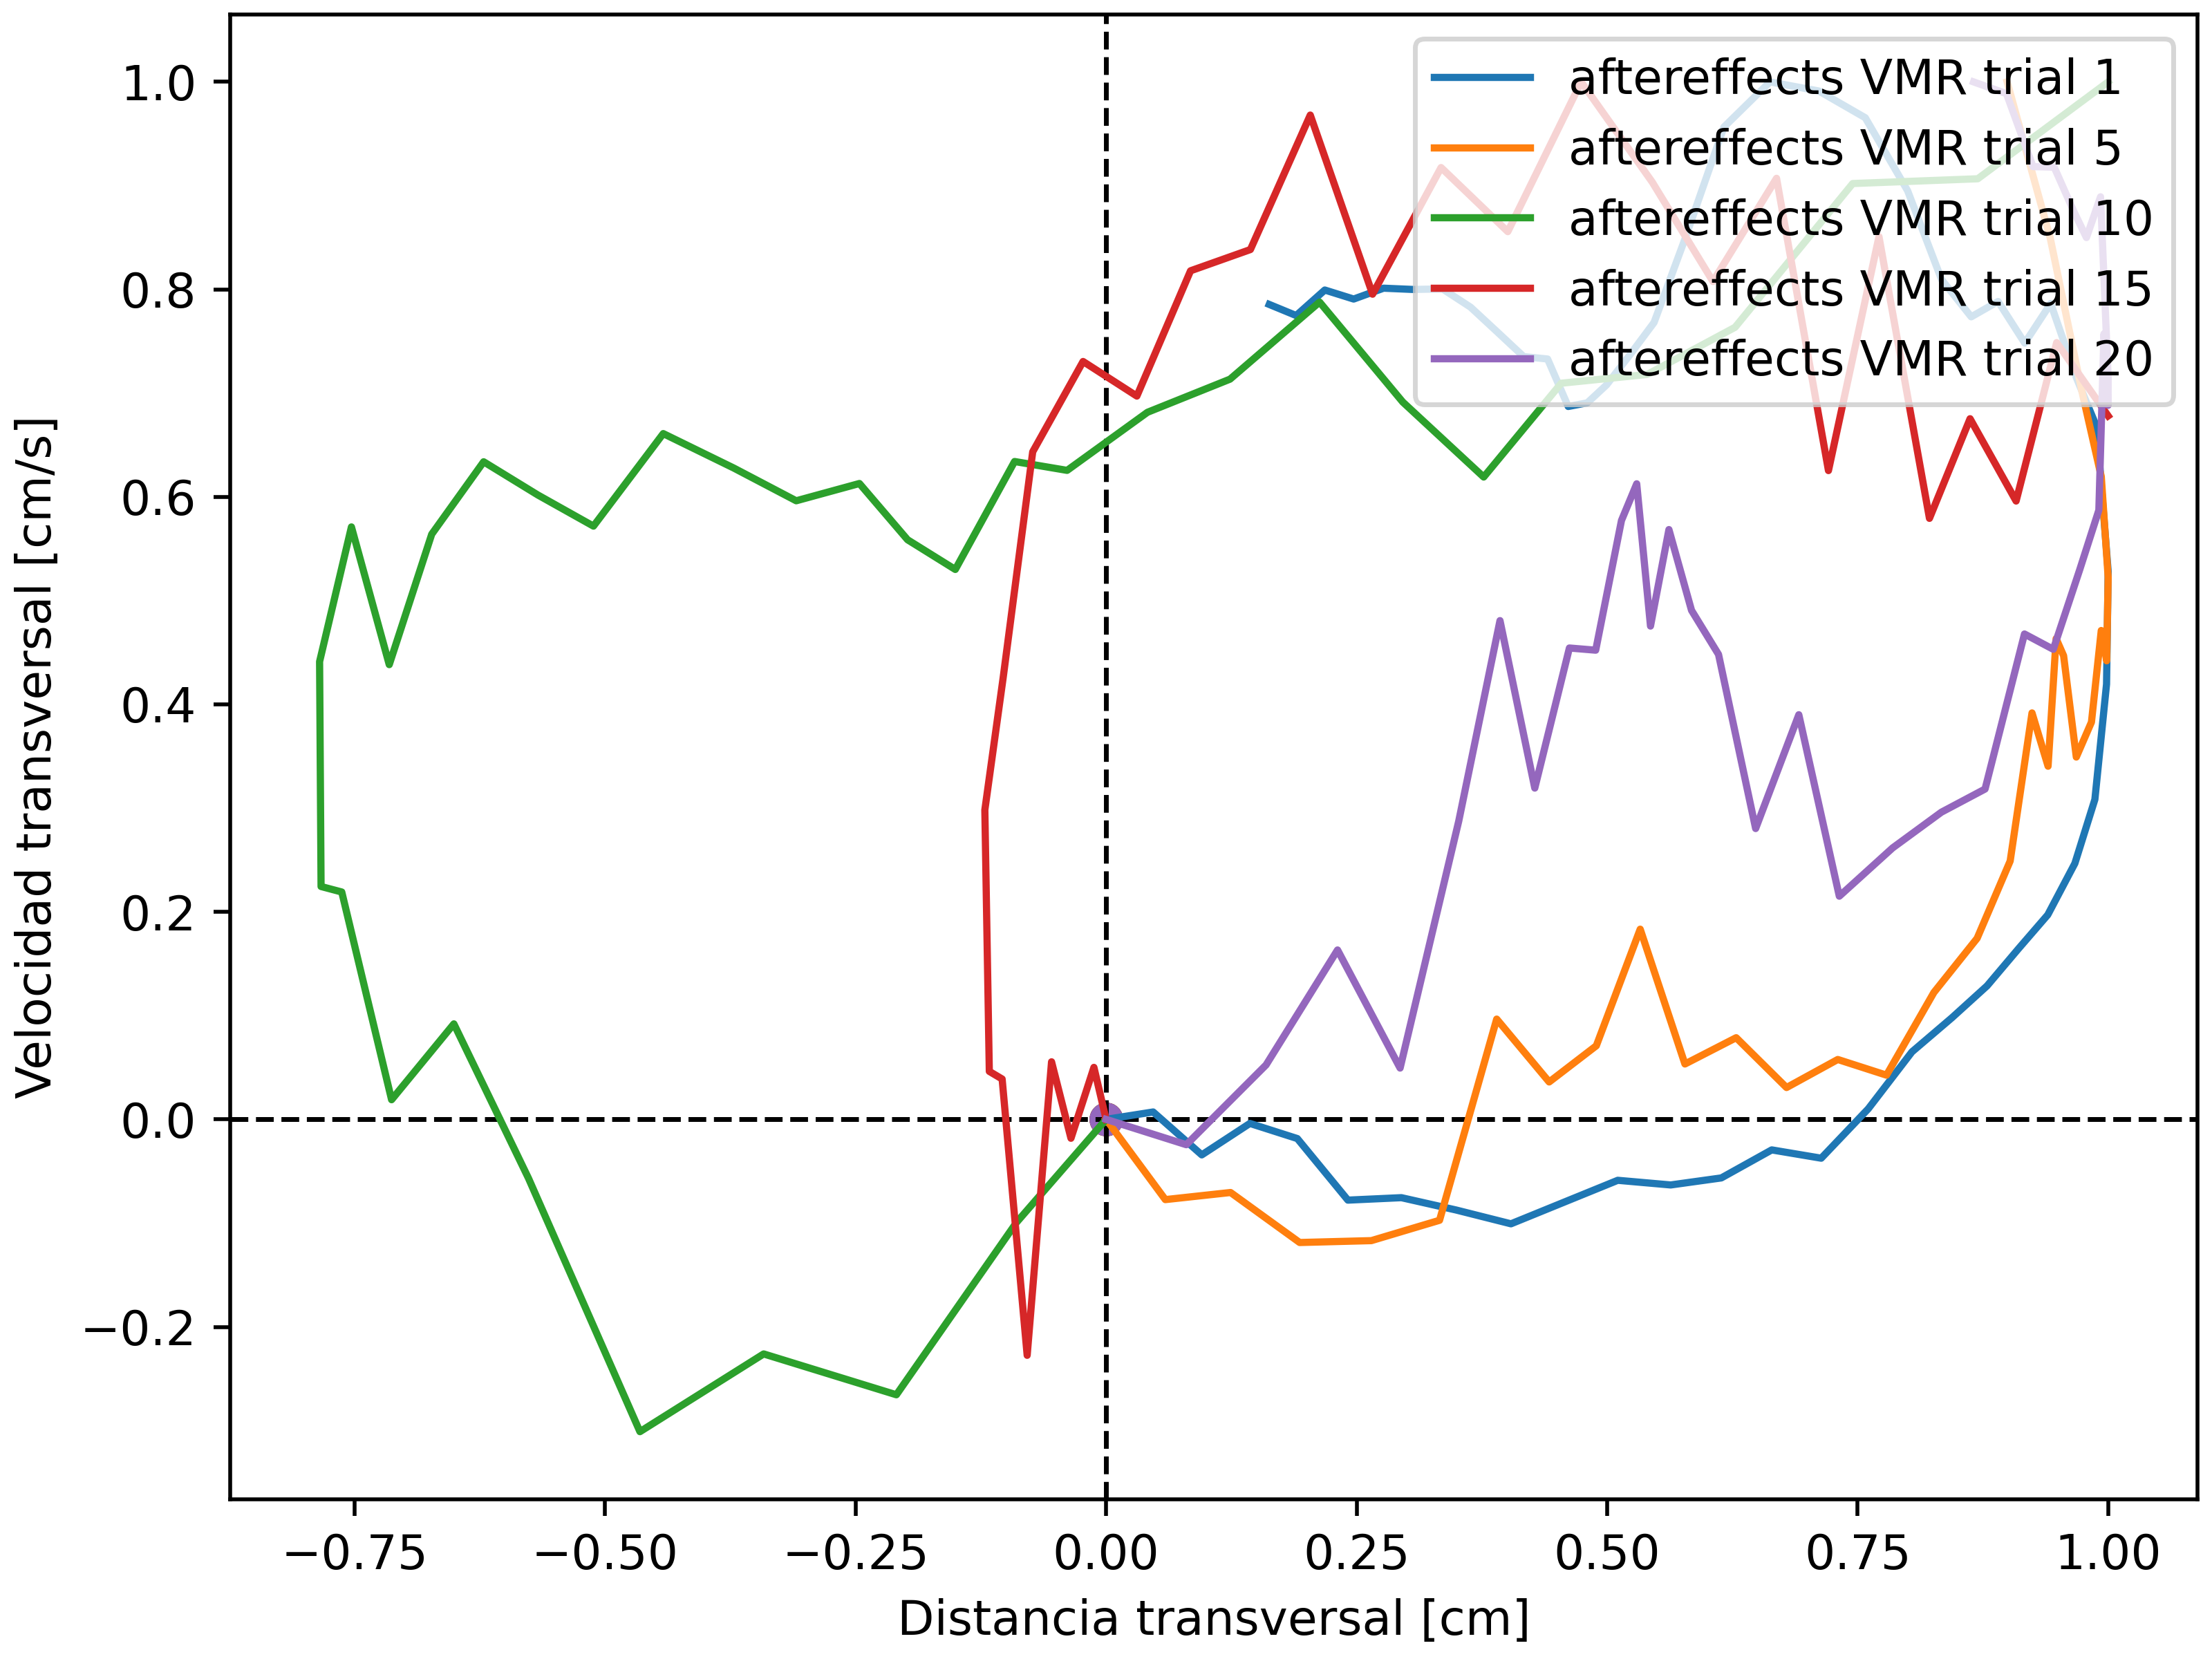 1.0
0.8
0.6
0.4
0.2
0.0
−0.2
Velocidad transversal [cm/s]
aftereffects VMR trial 1
aftereffects VMR trial 5
aftereffects VMR trial 10
aftereffects VMR trial 15
aftereffects VMR trial 20
−0.75 −0.50 −0.25 0.00 0.25 0.50 0.75 1.00
Distancia transversal [cm]